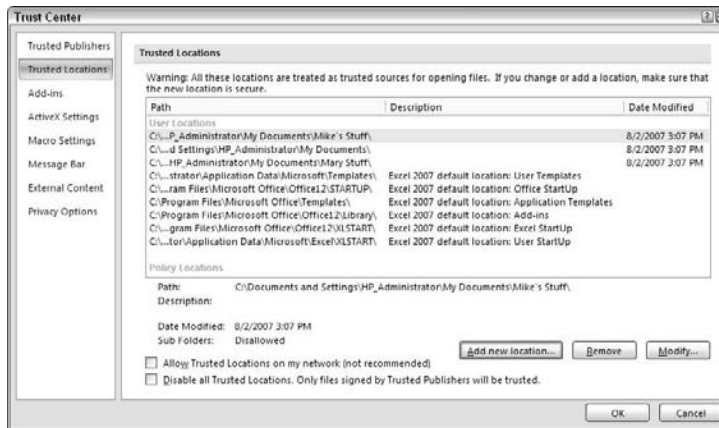 Trust Center
Trusted Publishers
Trusted Locations
Add-ins
ActiveX Settings
Macro Settings
Message Bar
External Content
Privacy Options
Trusted Locations
Warning: All these locations are treated as trusted sources for opening files. If you change or add a location, make sure that
the new location is secure.
Path Description Date Modified
User Locations
C:\...P_Administrator\My Documents\Mike's Stuff\ 8/2/2007 3:07 PM
C:\...d Settings\HP_Administrator\My Documents\ 8/2/2007 3:07 PM
C:\...HP_Administrator\My Documents\Mary Stuff\ 8/2/2007 3:07 PM
C:\...strator\Application Data\Microsoft\Templates\ Excel 2007 default location: User Templates
C:\...ram Files\Microsoft Office\Office12\STARTUP\ Excel 2007 default location: Office StartUp
C:\Program Files\Microsoft Office\Templates\ Excel 2007 default location: Application Templates
C:\Program Files\Microsoft Office\Office12\Library\ Excel 2007 default location: Add-ins
C:\...gram Files\Microsoft Office\Office12\XLSTART\ Excel 2007 default location: Excel StartUp
C:\...tor\Application Data\Microsoft\Excel\XLSTART\ Excel 2007 default location: User StartUp
Policy Locations
Path: C:\Documents and Settings\HP_Administrator\My Documents\Mike's Stuff\
Description:
Date Modified: 8/2/2007 3:07 PM
Sub Folders: Disallowed
Add new location... Remove Modify...
Allow Trusted Locations on my network (not recommended)
Disable all Trusted Locations. Only files signed by Trusted Publishers will be trusted.
OK Cancel